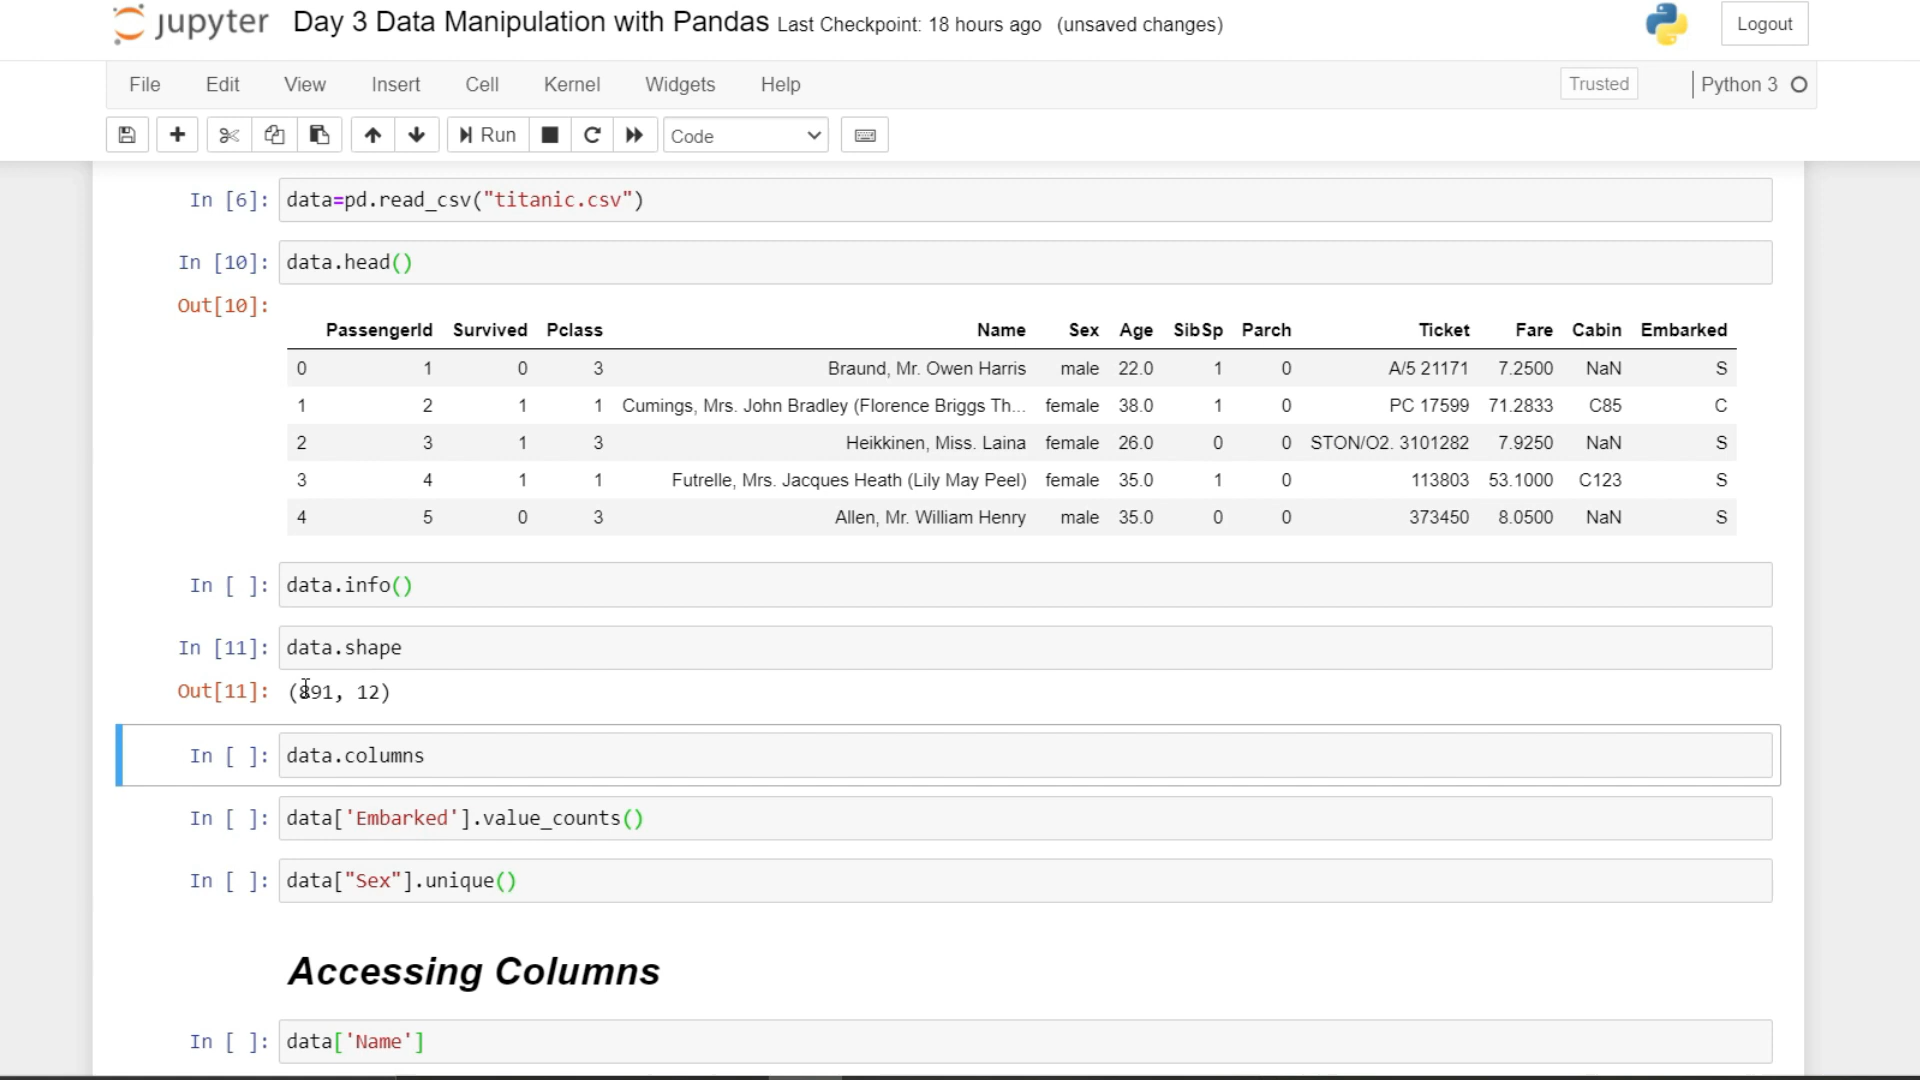 jupyter Day 3 Data Manipulation with Pandas Last Checkpoint: 18 hours ago (unsaved changes) Logout
File Edit View Insert Cell Kernel Widgets Help Trusted Python 3
Run Code
In [6]: data=pd.read_csv("titanic.csv")
In [10]: data.head()
Out[10]:
PassengerId Survived Pclass Name Sex Age SibSp Parch Ticket Fare Cabin Embarked
0 1 0 3 Braund, Mr. Owen Harris male 22.0 1 0 A/5 21171 7.2500 NaN S
1 2 1 1 Cumings, Mrs. John Bradley (Florence Briggs Th... female 38.0 1 0 PC 17599 71.2833 C85 C
2 3 1 3 Heikkinen, Miss. Laina female 26.0 0 0 STON/O2. 3101282 7.9250 NaN S
3 4 1 1 Futrelle, Mrs. Jacques Heath (Lily May Peel) female 35.0 1 0 113803 53.1000 C123 S
4 5 0 3 Allen, Mr. William Henry male 35.0 0 0 373450 8.0500 NaN S
In [ ]: data.info()
In [11]: data.shape
Out[11]: (891, 12)
In [ ]: data.columns
In [ ]: data['Embarked'].value_counts()
In [ ]: data["Sex"].unique()
Accessing Columns
In [ ]: data['Name']